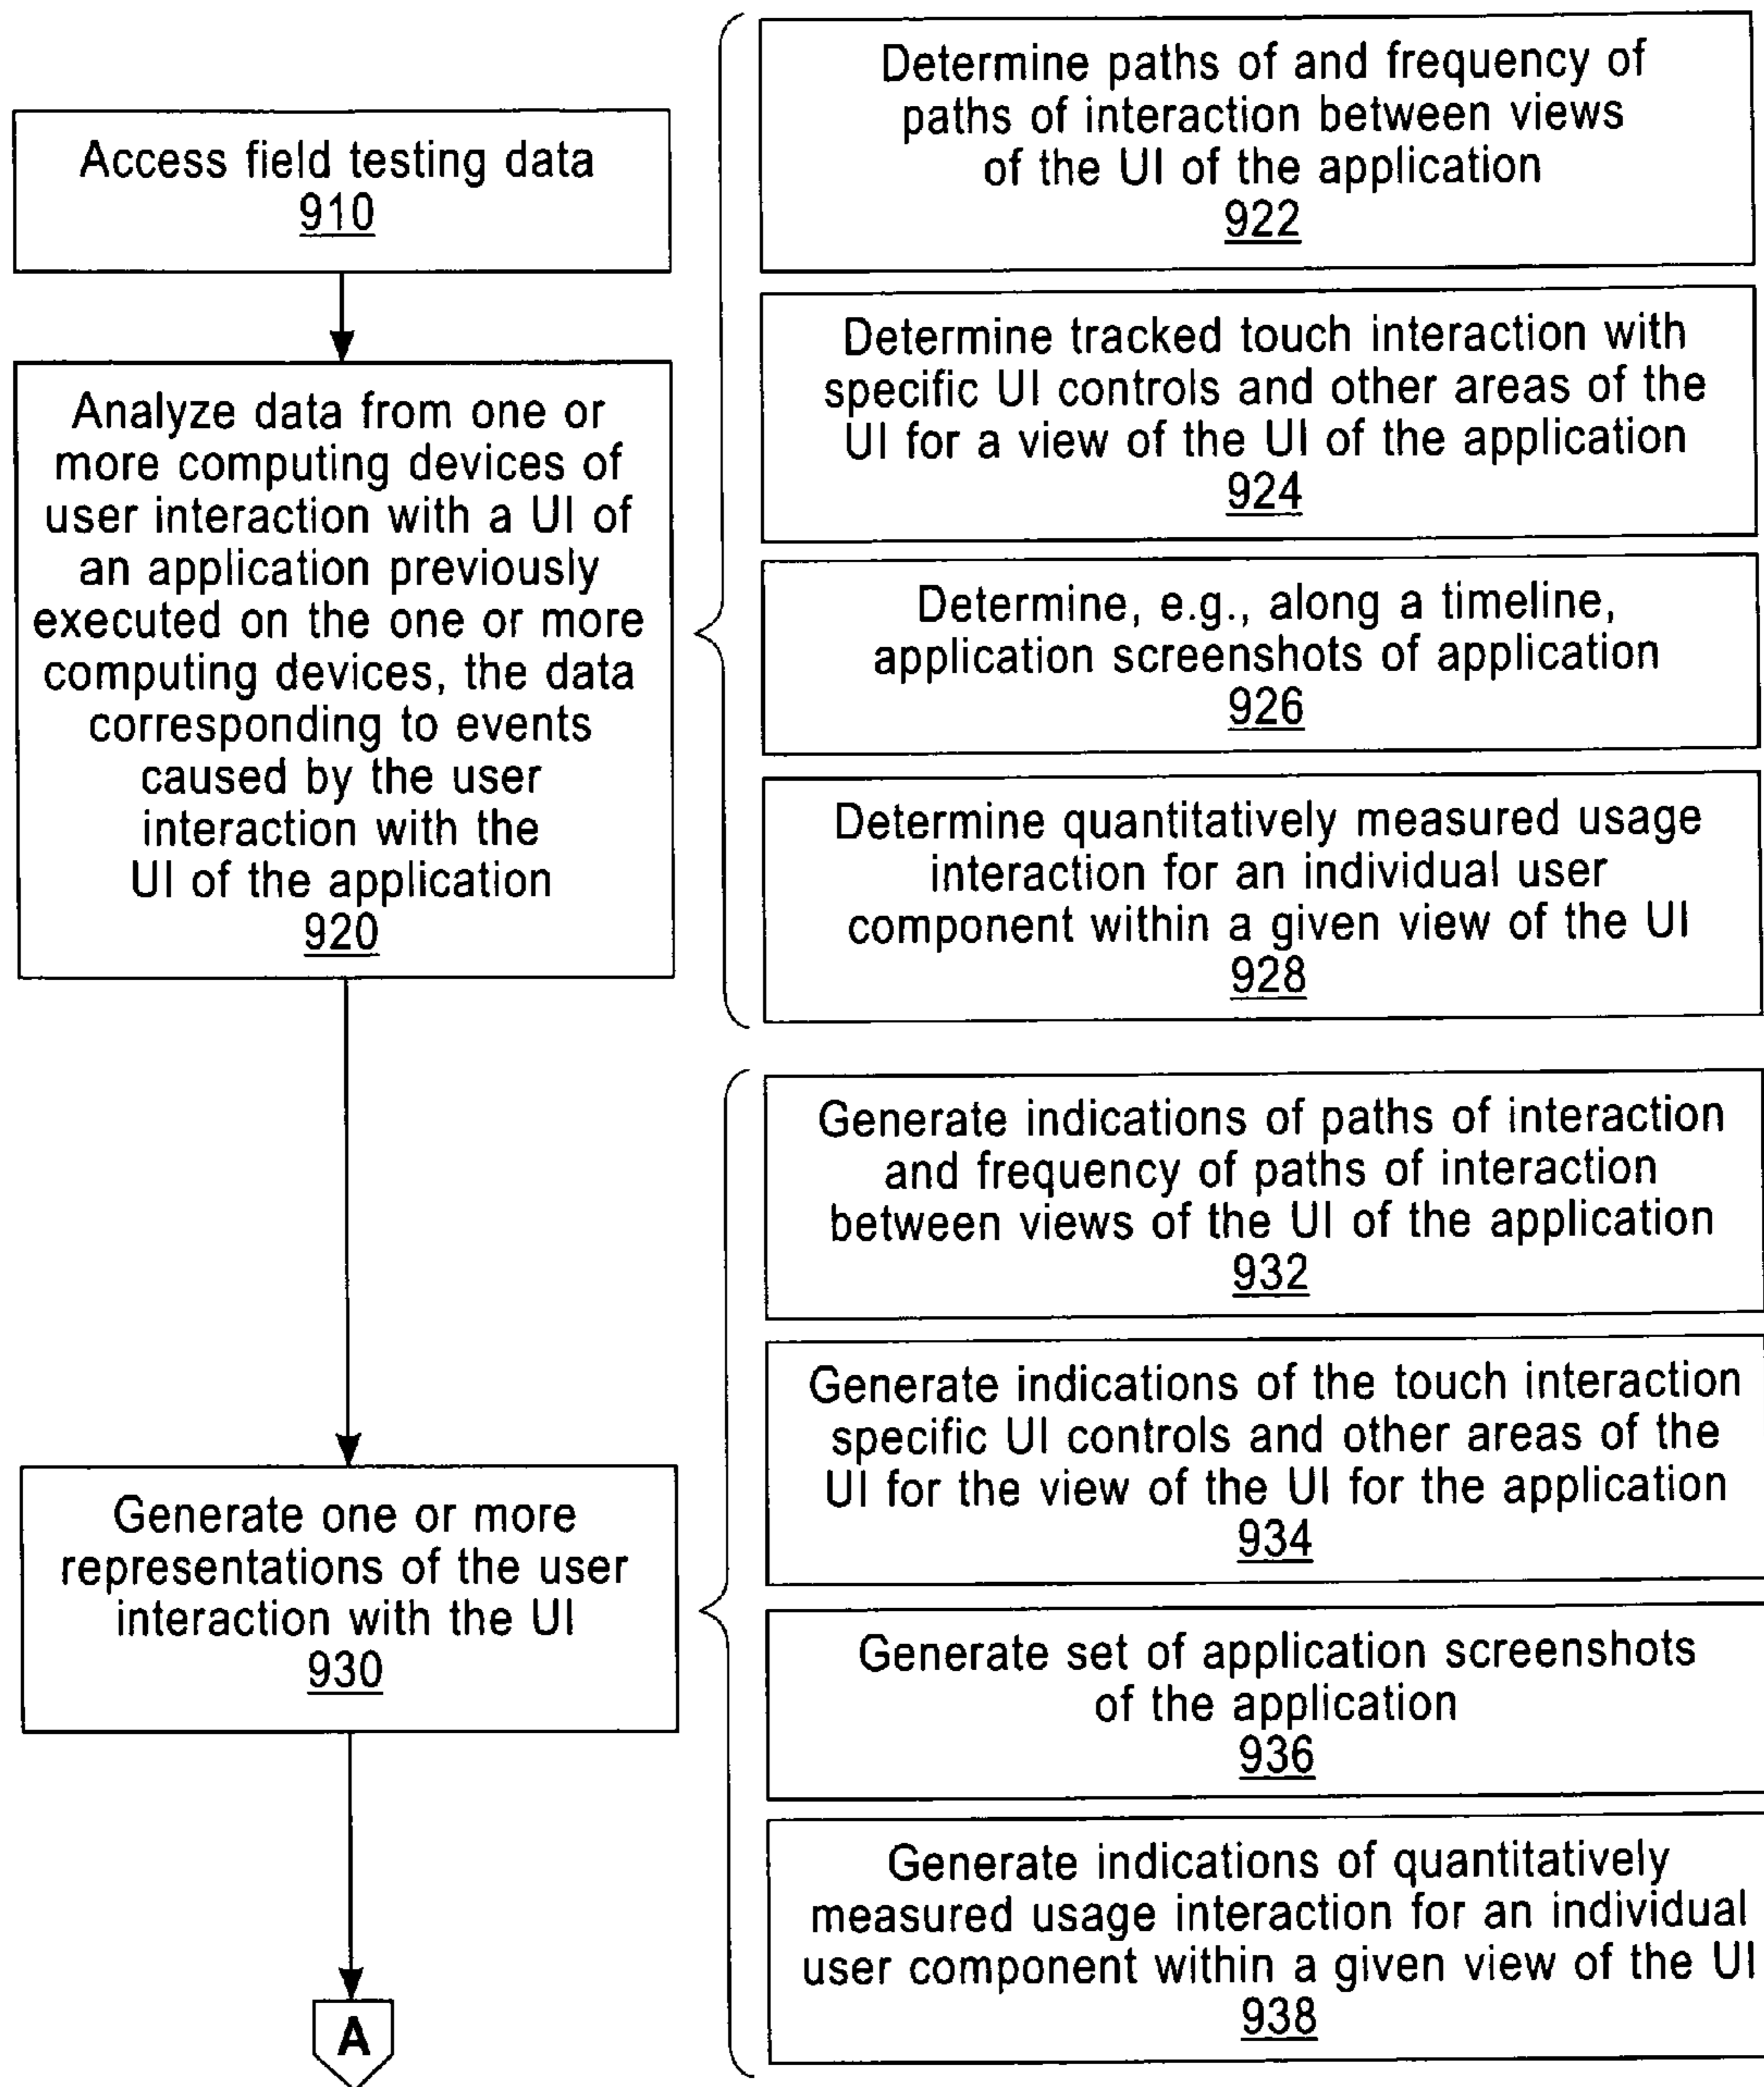 Access field testing data
910
Analyze data from one or
more computing devices of
user interaction with a UI of
an application previously
executed on the one or more
computing devices, the data
corresponding to events
caused by the user
interaction with the
UI of the application
920
Determine paths of and frequency of
paths of interaction between views
of the UI of the application
922
Determine tracked touch interaction with
specific UI controls and other areas of the
UI for a view of the UI of the application
924
Determine, e.g., along a timeline,
application screenshots of application
926
Determine quantitatively measured usage
interaction for an individual user
component within a given view of the UI
928
Generate one or more
representations of the user
interaction with the UI
930
Generate indications of paths of interaction
and frequency of paths of interaction
between views of the UI of the application
932
Generate indications of the touch interaction
specific UI controls and other areas of the
UI for the view of the UI for the application
934
Generate set of application screenshots
of the application
936
Generate indications of quantitatively
measured usage interaction for an individual
user component within a given view of the UI
938
A